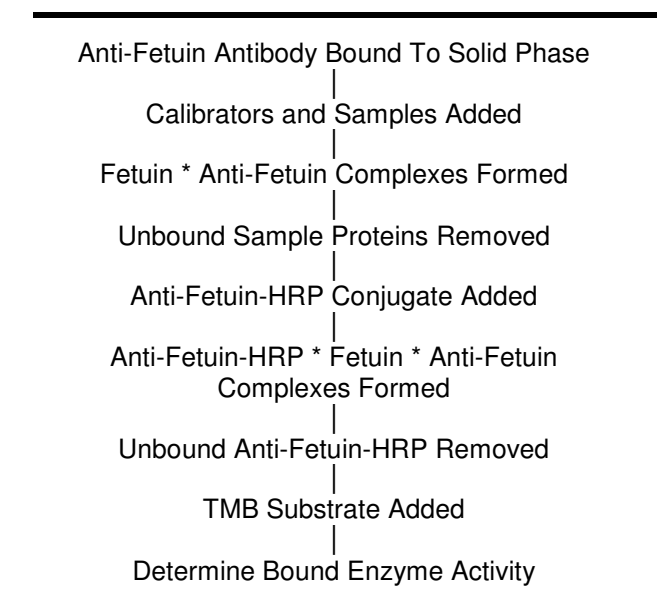 Anti-Fetuin Antibody Bound To Solid Phase
Calibrators and Samples Added
Fetuin * Anti-Fetuin Complexes Formed
Unbound Sample Proteins Removed
Anti-Fetuin-HRP Conjugate Added
Anti-Fetuin-HRP * Fetuin * Anti-Fetuin
Complexes Formed
Unbound Anti-Fetuin-HRP Removed
TMB Substrate Added
Determine Bound Enzyme Activity